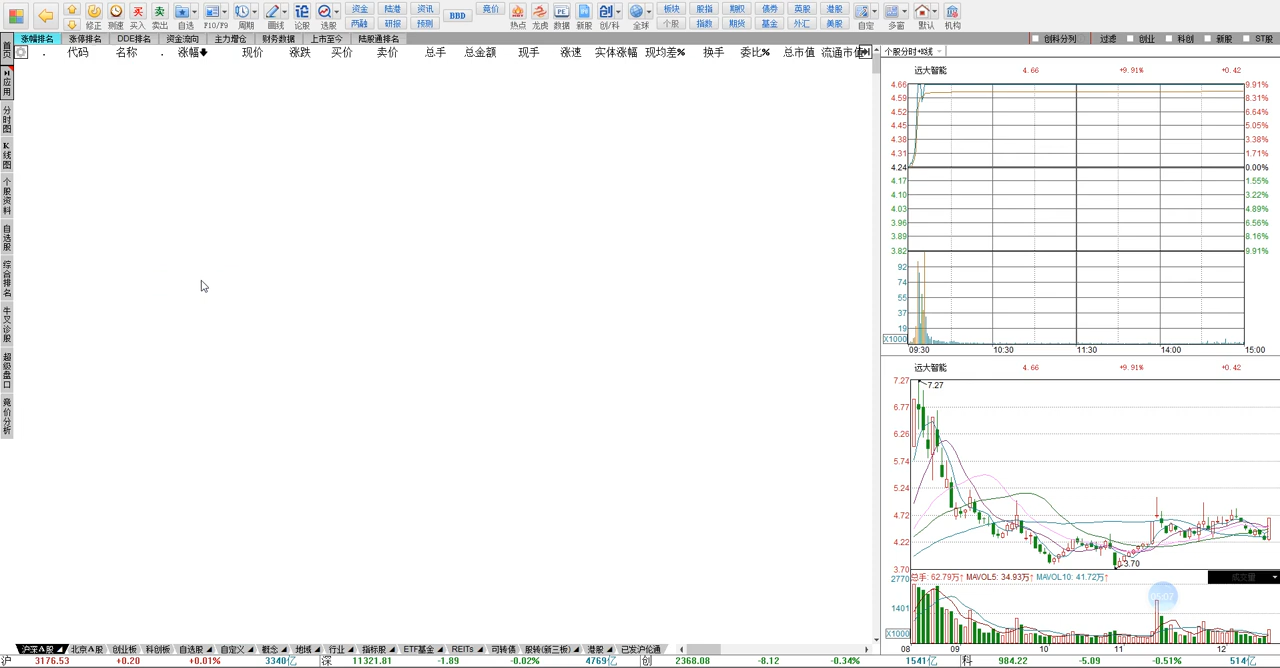 资金 陆港 资讯 竞价 板块 股指 期权 债券 英股 港股
BBD
修正 测速 买入 卖出 自选 F10/F9 周期 画线 论股 选股 两融 研报 预测 热点 龙虎 数据 新股 创/科 全球 个股 指数 期货 基金 外汇 美股 自定 多窗 默认 机构
买 卖 论 PE 创
涨幅排名 涨停排名 DDE排名 资金流向 主力增仓 财务数据 上市至今 陆股通排名 创科分列 过滤 创业 科创 新股 ST股
代码 名称 涨幅 现价 涨跌 买价 卖价 总手 总金额 现手 涨速 实体涨幅 现均差% 换手 委比% 总市值 流通市值
首页
应用
分时图
K线图
个股资料
自选股
综合排名
牛叉诊股
超级盘口
竞价分析
个股分时+K线
远大智能 4.66 +9.91% +0.42
4.66 9.91%
4.59 8.31%
4.52 6.64%
4.45 5.05%
4.38 3.38%
4.31 1.71%
4.24 0.00%
4.17 1.55%
4.10 3.22%
4.03 4.89%
3.96 6.56%
3.89 8.16%
3.82 9.91%
92
74
55
37
19
X1000
09:30 10:30 11:30 14:00 15:00
远大智能 4.66 +9.91% +0.42
7.27 7.27
6.77
6.26
5.74
5.24
4.72
4.22
3.70 3.70
总手: 62.79万↑ MAVOL5: 34.93万↑ MAVOL10: 41.72万↑ 成交量
2770
1401
X1000
05:07
08 09 10 11 12
沪深A股 北京A股 创业板 科创板 自选股 自定义 概念 地域 行业 指标股 ETF基金 REITs 可转债 股转(新三板) 港股 已发沪伦通
沪 3176.53 +0.20 +0.01% 3340亿 深 11321.81 -1.89 -0.02% 4769亿 创 2368.08 -8.12 -0.34% 1541亿 科 984.22 -5.09 -0.51% 514亿